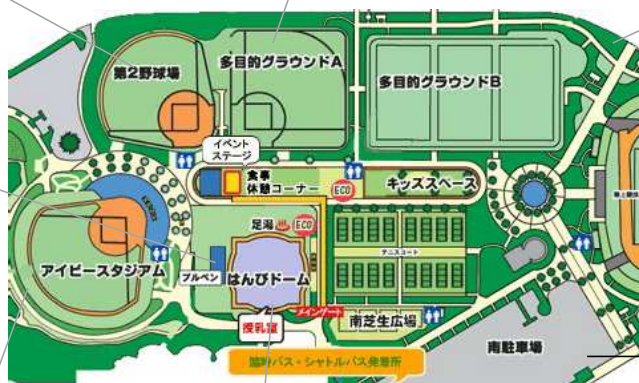 第2野球場
多目的グラウンドA
多目的グラウンドB
イベント
ステージ
食事
休憩コーナー
ECO
キッズスペース
足湯
ECO
テニスコート
アイビースタジアム
ブルペン
はんぴドーム
授乳室
メインゲート
南芝生広場
南駐車場
臨時バス・シャトルバス発着所